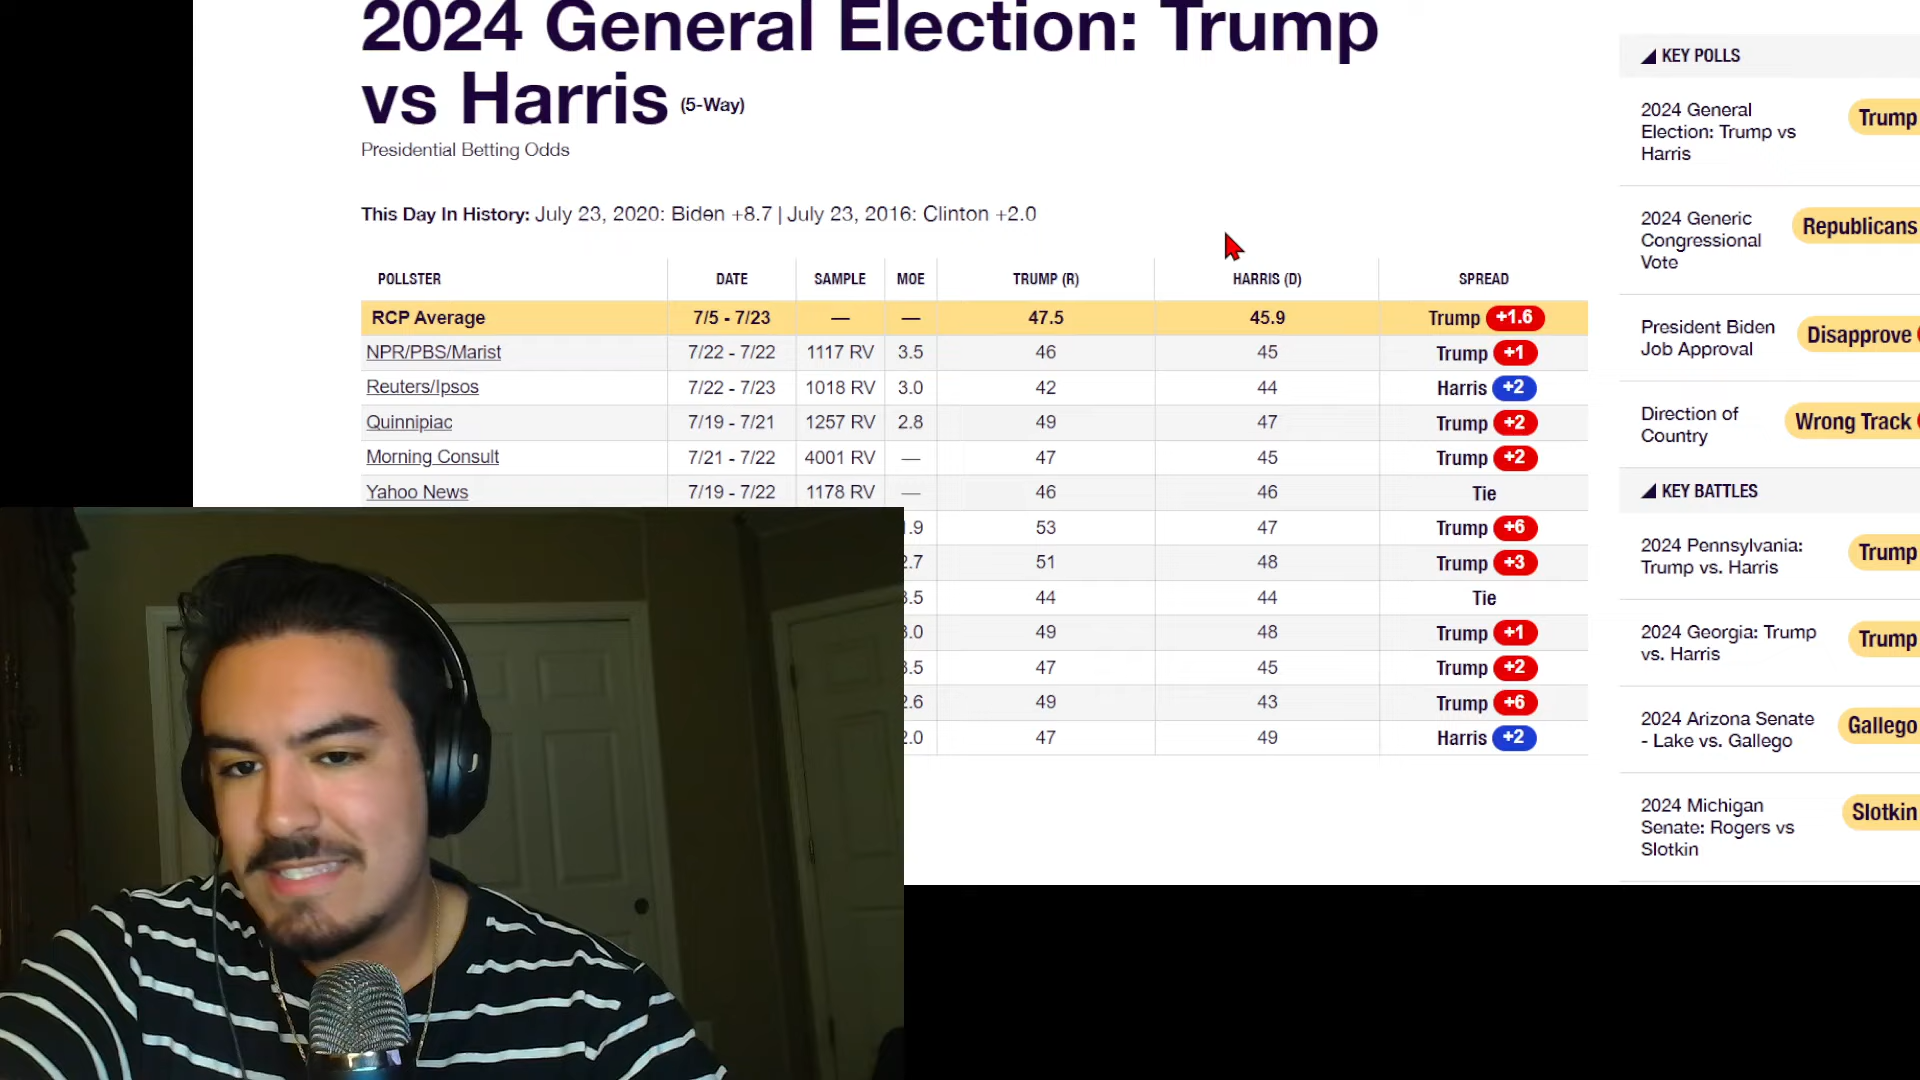 2024 General Election: Trump
vs Harris (5-Way)
Presidential Betting Odds
This Day In History: July 23, 2020: Biden +8.7 | July 23, 2016: Clinton +2.0
POLLSTER DATE SAMPLE MOE TRUMP (R) HARRIS (D) SPREAD
RCP Average 7/5 - 7/23 — — 47.5 45.9 Trump +1.6
NPR/PBS/Marist 7/22 - 7/22 1117 RV 3.5 46 45 Trump +1
Reuters/Ipsos 7/22 - 7/23 1018 RV 3.0 42 44 Harris +2
Quinnipiac 7/19 - 7/21 1257 RV 2.8 49 47 Trump +2
Morning Consult 7/21 - 7/22 4001 RV — 47 45 Trump +2
Yahoo News 7/19 - 7/22 1178 RV — 46 46 Tie
.9 53 47 Trump +6
.7 51 48 Trump +3
.5 44 44 Tie
.0 49 48 Trump +1
.5 47 45 Trump +2
.6 49 43 Trump +6
.0 47 49 Harris +2
KEY POLLS
2024 General
Election: Trump vs
Harris
Trump
2024 Generic
Congressional
Vote
Republicans
President Biden
Job Approval
Disapprove
Direction of
Country
Wrong Track
KEY BATTLES
2024 Pennsylvania:
Trump vs. Harris
Trump
2024 Georgia: Trump
vs. Harris
Trump
2024 Arizona Senate
- Lake vs. Gallego
Gallego
2024 Michigan
Senate: Rogers vs
Slotkin
Slotkin